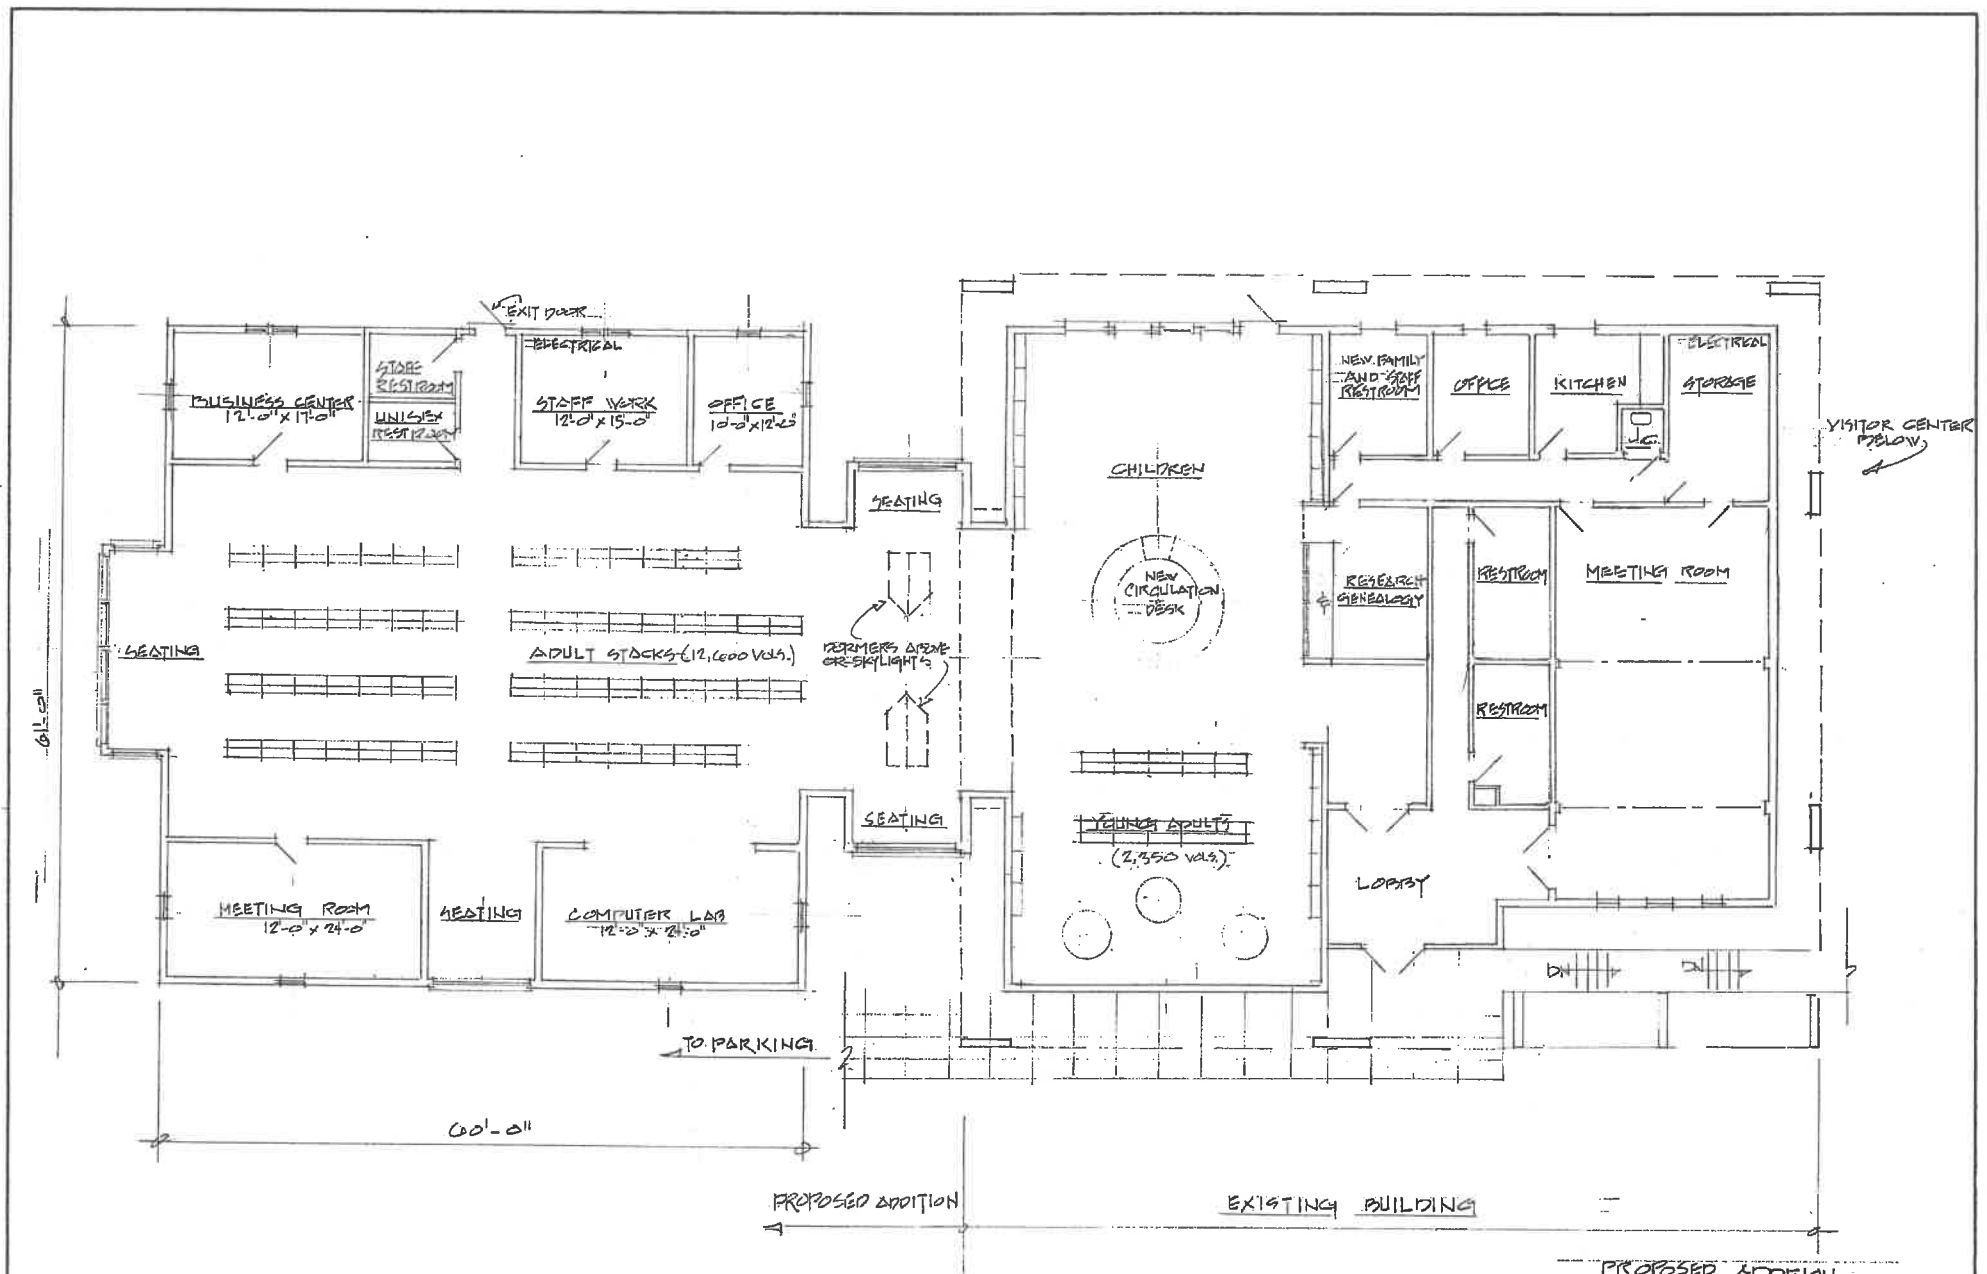 EXIT DOOR
ELECTRICAL
BUSINESS CENTER
12'-0" x 17'-0"
RESTROOM
UNISEX
RESTROOM
STAFF WORK
12'-0" x 15'-0"
OFFICE
10'-0" x 12'-0"
SEATING
CHILDREN
NEW FAMILY
AND STAFF
RESTROOM
OFFICE
KITCHEN
J.C.
ELECTRICAL
STORAGE
VISITOR CENTER
BELOW
NEW
CIRCULATION
DESK
RESEARCH
& GENEALOGY
RESTROOM
MEETING ROOM
SEATING
ADULT STACKS (12,600 VOLS.)
DORMERS ABOVE
OR SKYLIGHTS
RESTROOM
61'-0"
SEATING
YOUNG ADULTS
(2,350 VOLS.)
LOBBY
MEETING ROOM
12'-0" x 24'-0"
SEATING
COMPUTER LAB
12'-0" x 24'-0"
DN
DN
TO PARKING
60'-0"
PROPOSED ADDITION
EXISTING BUILDING
PROPOSED ADDITION